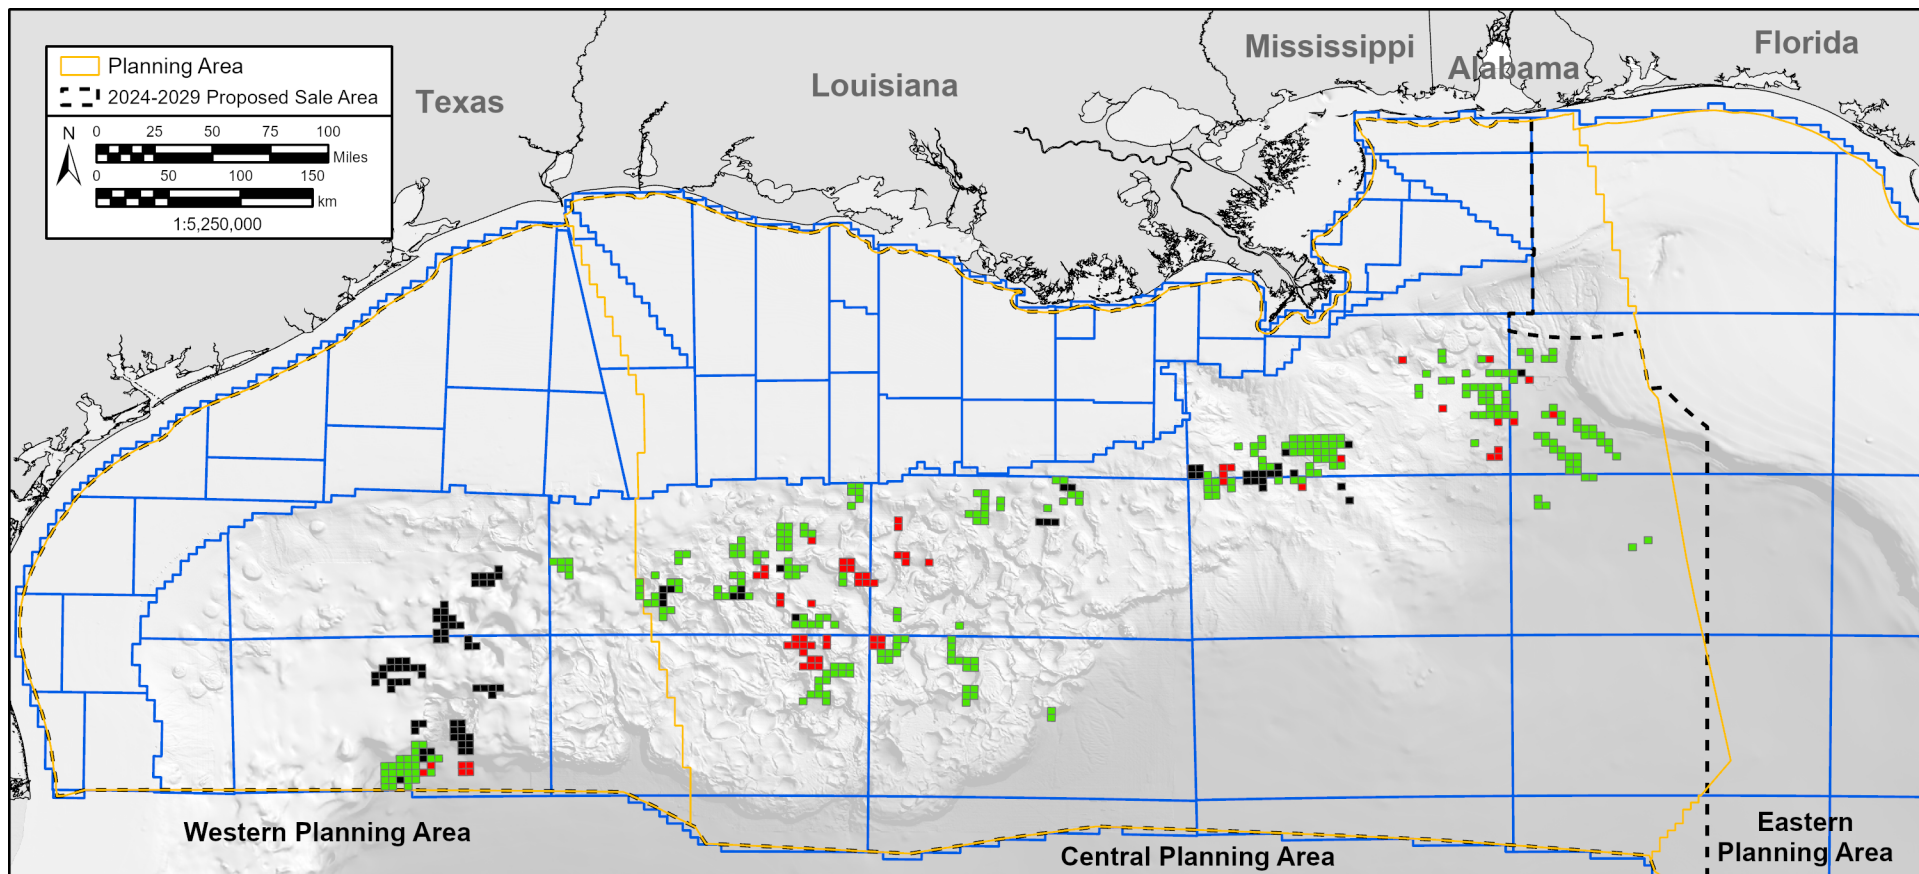 Mississippi
Florida
Alabama
Louisiana
Texas
Planning Area
2024-2029 Proposed Sale Area
N
0 25 50 75 100
Miles
0 50 100 150
km
1:5,250,000
Western Planning Area
Central Planning Area
Eastern
Planning Area